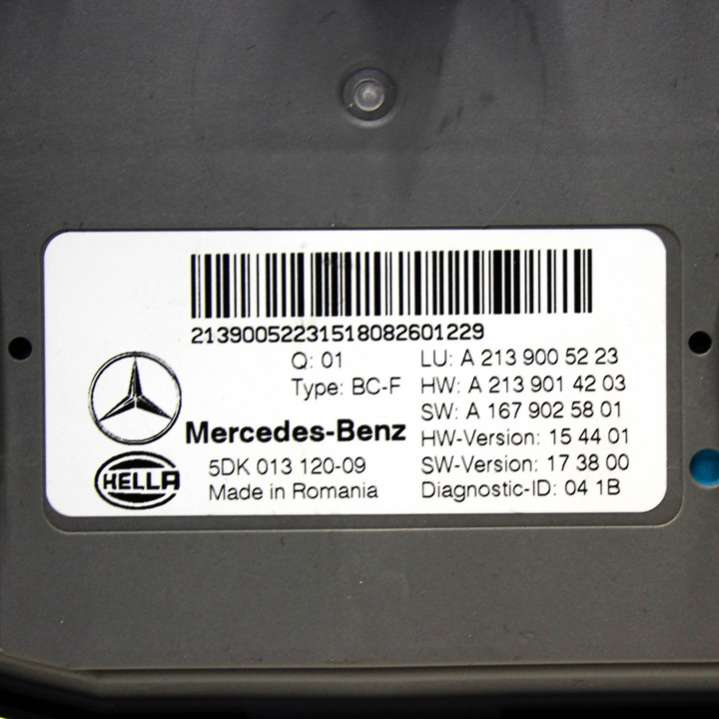 21390052231518082601229
Q: 01
Type: BC-F
LU: A 213 900 52 23
HW: A 213 901 42 03
SW: A 167 902 58 01
HW-Version: 15 44 01
SW-Version: 17 38 00
Diagnostic-ID: 04 1B
Mercedes-Benz
HELLA
5DK 013 120-09
Made in Romania